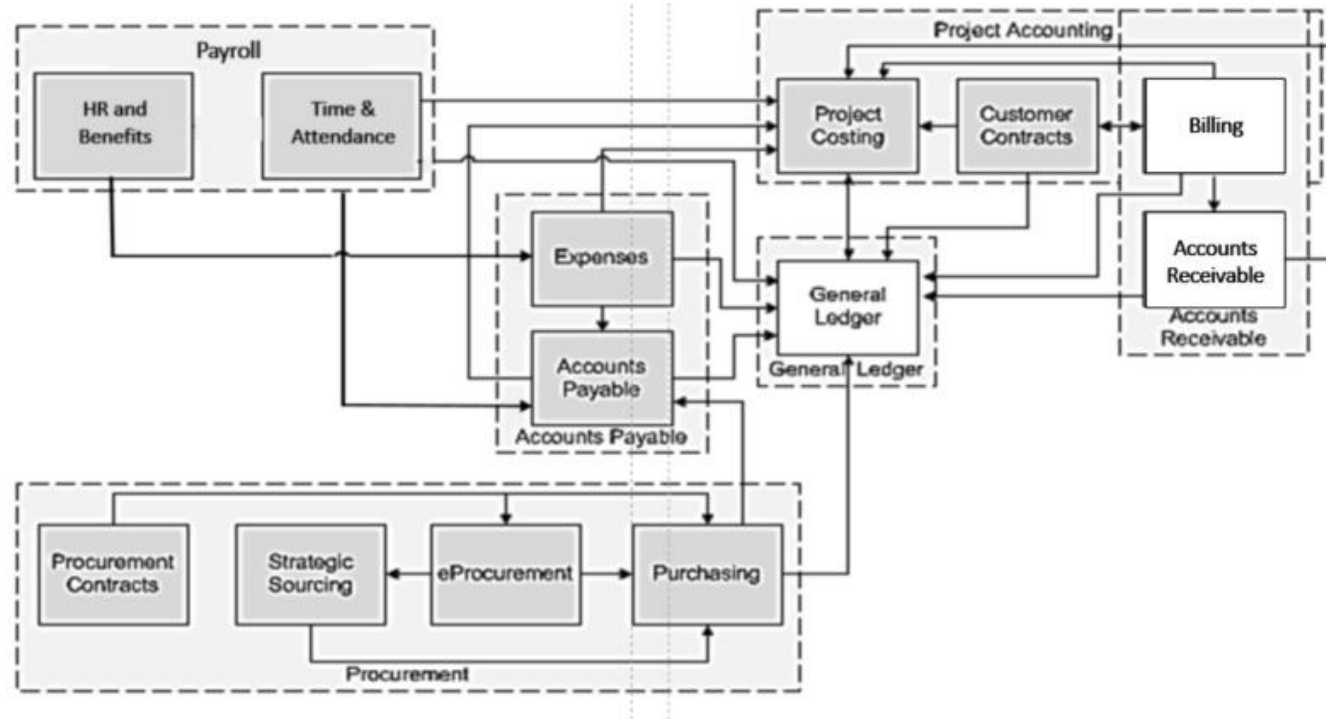 Payroll
HR and
Benefits
Time &
Attendance
Project Accounting
Project
Costing
Customer
Contracts
Billing
Accounts
Receivable
Accounts
Receivable
Expenses
Accounts
Payable
Accounts Payable
General
Ledger
General Ledger
Procurement
Contracts
Strategic
Sourcing
eProcurement
Purchasing
Procurement